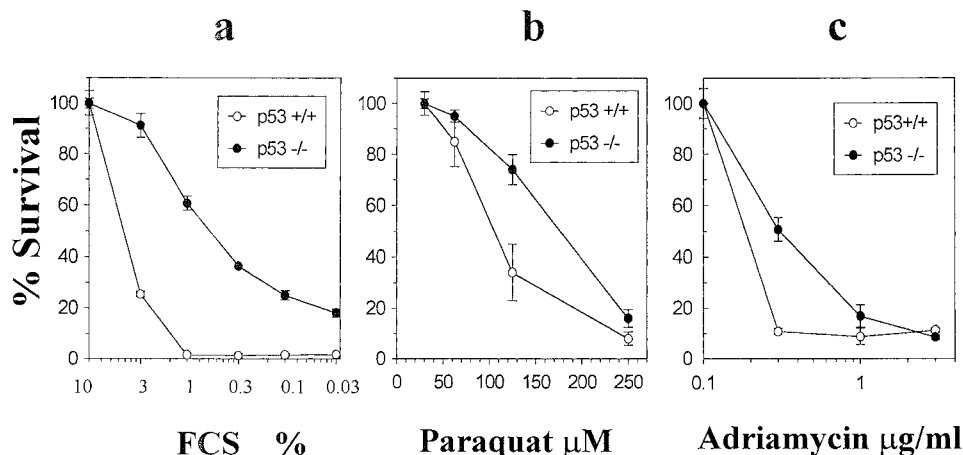 a b c
% Survival
100
80
60
40
20
0
p53 +/+
p53 -/-
10 3 1 0.3 0.1 0.03
FCS %
100
80
60
40
20
0
p53 +/+
p53 -/-
0 50 100 150 200 250
Paraquat μM
100
80
60
40
20
0
p53+/+
p53 -/-
0.1 1
Adriamycin μg/ml